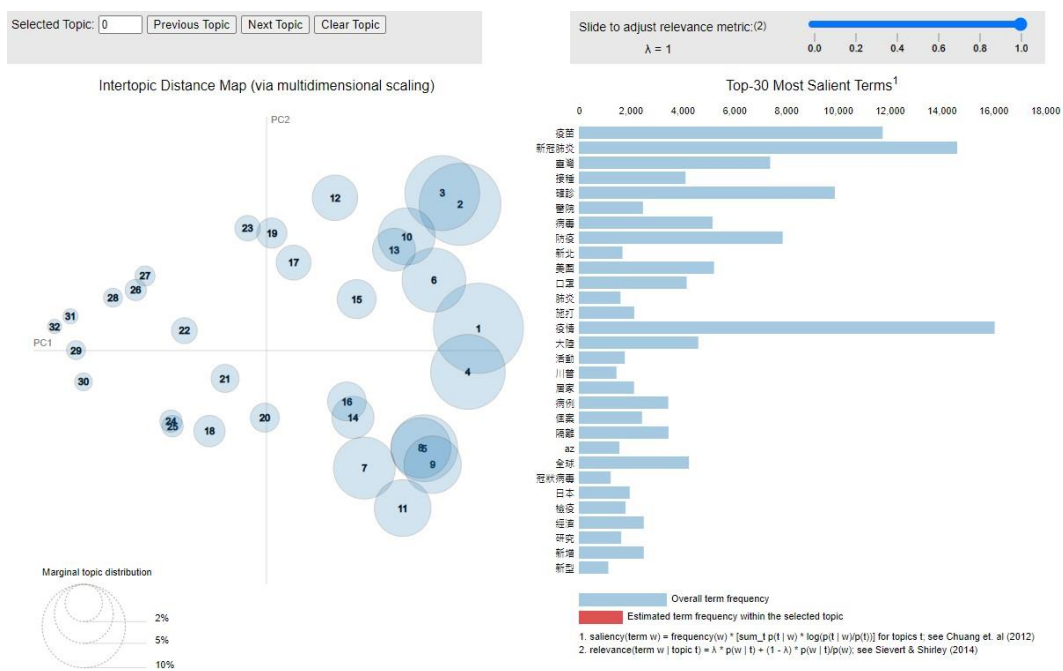 Selected Topic: 0 Previous Topic Next Topic Clear Topic
Slide to adjust relevance metric:(2)
λ = 1
0.0 0.2 0.4 0.6 0.8 1.0
Intertopic Distance Map (via multidimensional scaling)
PC2
PC1
1
2
3
4
5
6
7
8
9
10
11
12
13
14
15
16
17
18
19
20
21
22
23
24
25
26
27
28
29
30
31
32
Marginal topic distribution
2%
5%
10%
Top-30 Most Salient Terms1
0 2,000 4,000 6,000 8,000 10,000 12,000 14,000 16,000 18,000
疫苗
新冠肺炎
臺灣
接種
確診
醫院
病毒
防疫
新北
美國
口罩
肺炎
施打
疫情
大陸
活動
川普
居家
病例
個案
隔離
az
全球
冠狀病毒
日本
檢疫
經濟
研究
新增
新型
Overall term frequency
Estimated term frequency within the selected topic
1. saliency(term w) = frequency(w) * [sum_t p(t | w) * log(p(t | w)/p(t))] for topics t; see Chuang et. al (2012)
2. relevance(term w | topic t) = λ * p(w | t) + (1 - λ) * p(w | t)/p(w); see Sievert & Shirley (2014)